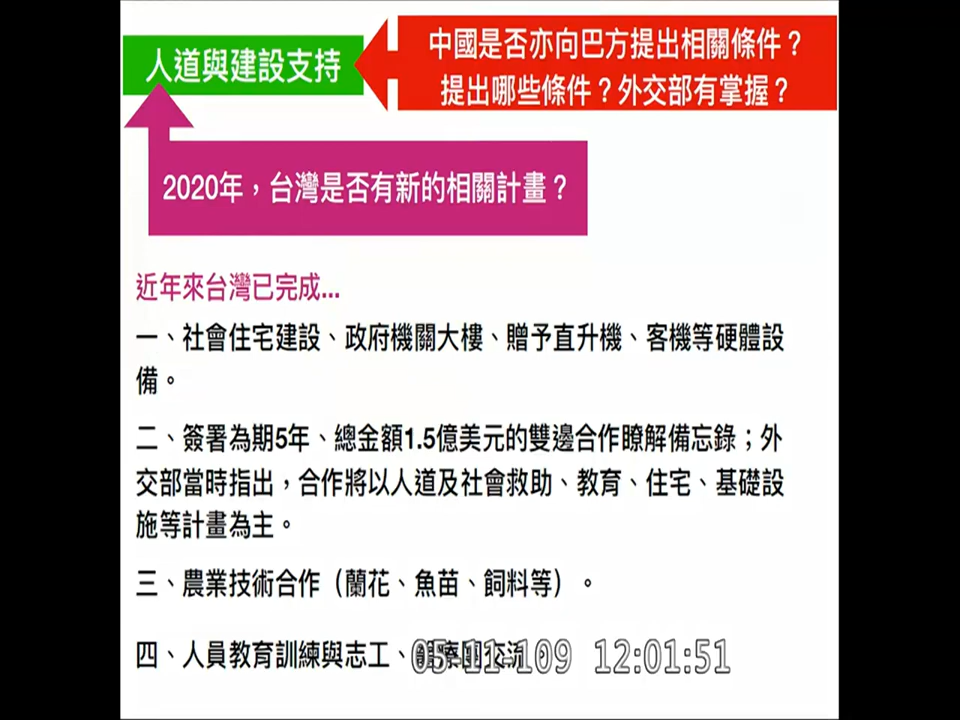 中國是否亦向巴方提出相關條件？
提出哪些條件？外交部有掌握？
人道與建設支持
2020年，台灣是否有新的相關計畫？
近年來台灣已完成...
一、社會住宅建設、政府機關大樓、贈予直升機、客機等硬體設
備。
二、簽署為期5年、總金額1.5億美元的雙邊合作瞭解備忘錄；外
交部當時指出，合作將以人道及社會救助、教育、住宅、基礎設
施等計畫為主。
三、農業技術合作（蘭花、魚苗、飼料等）。
四、人員教育訓練與志工、醫療團交流。
05-11-109 12:01:51